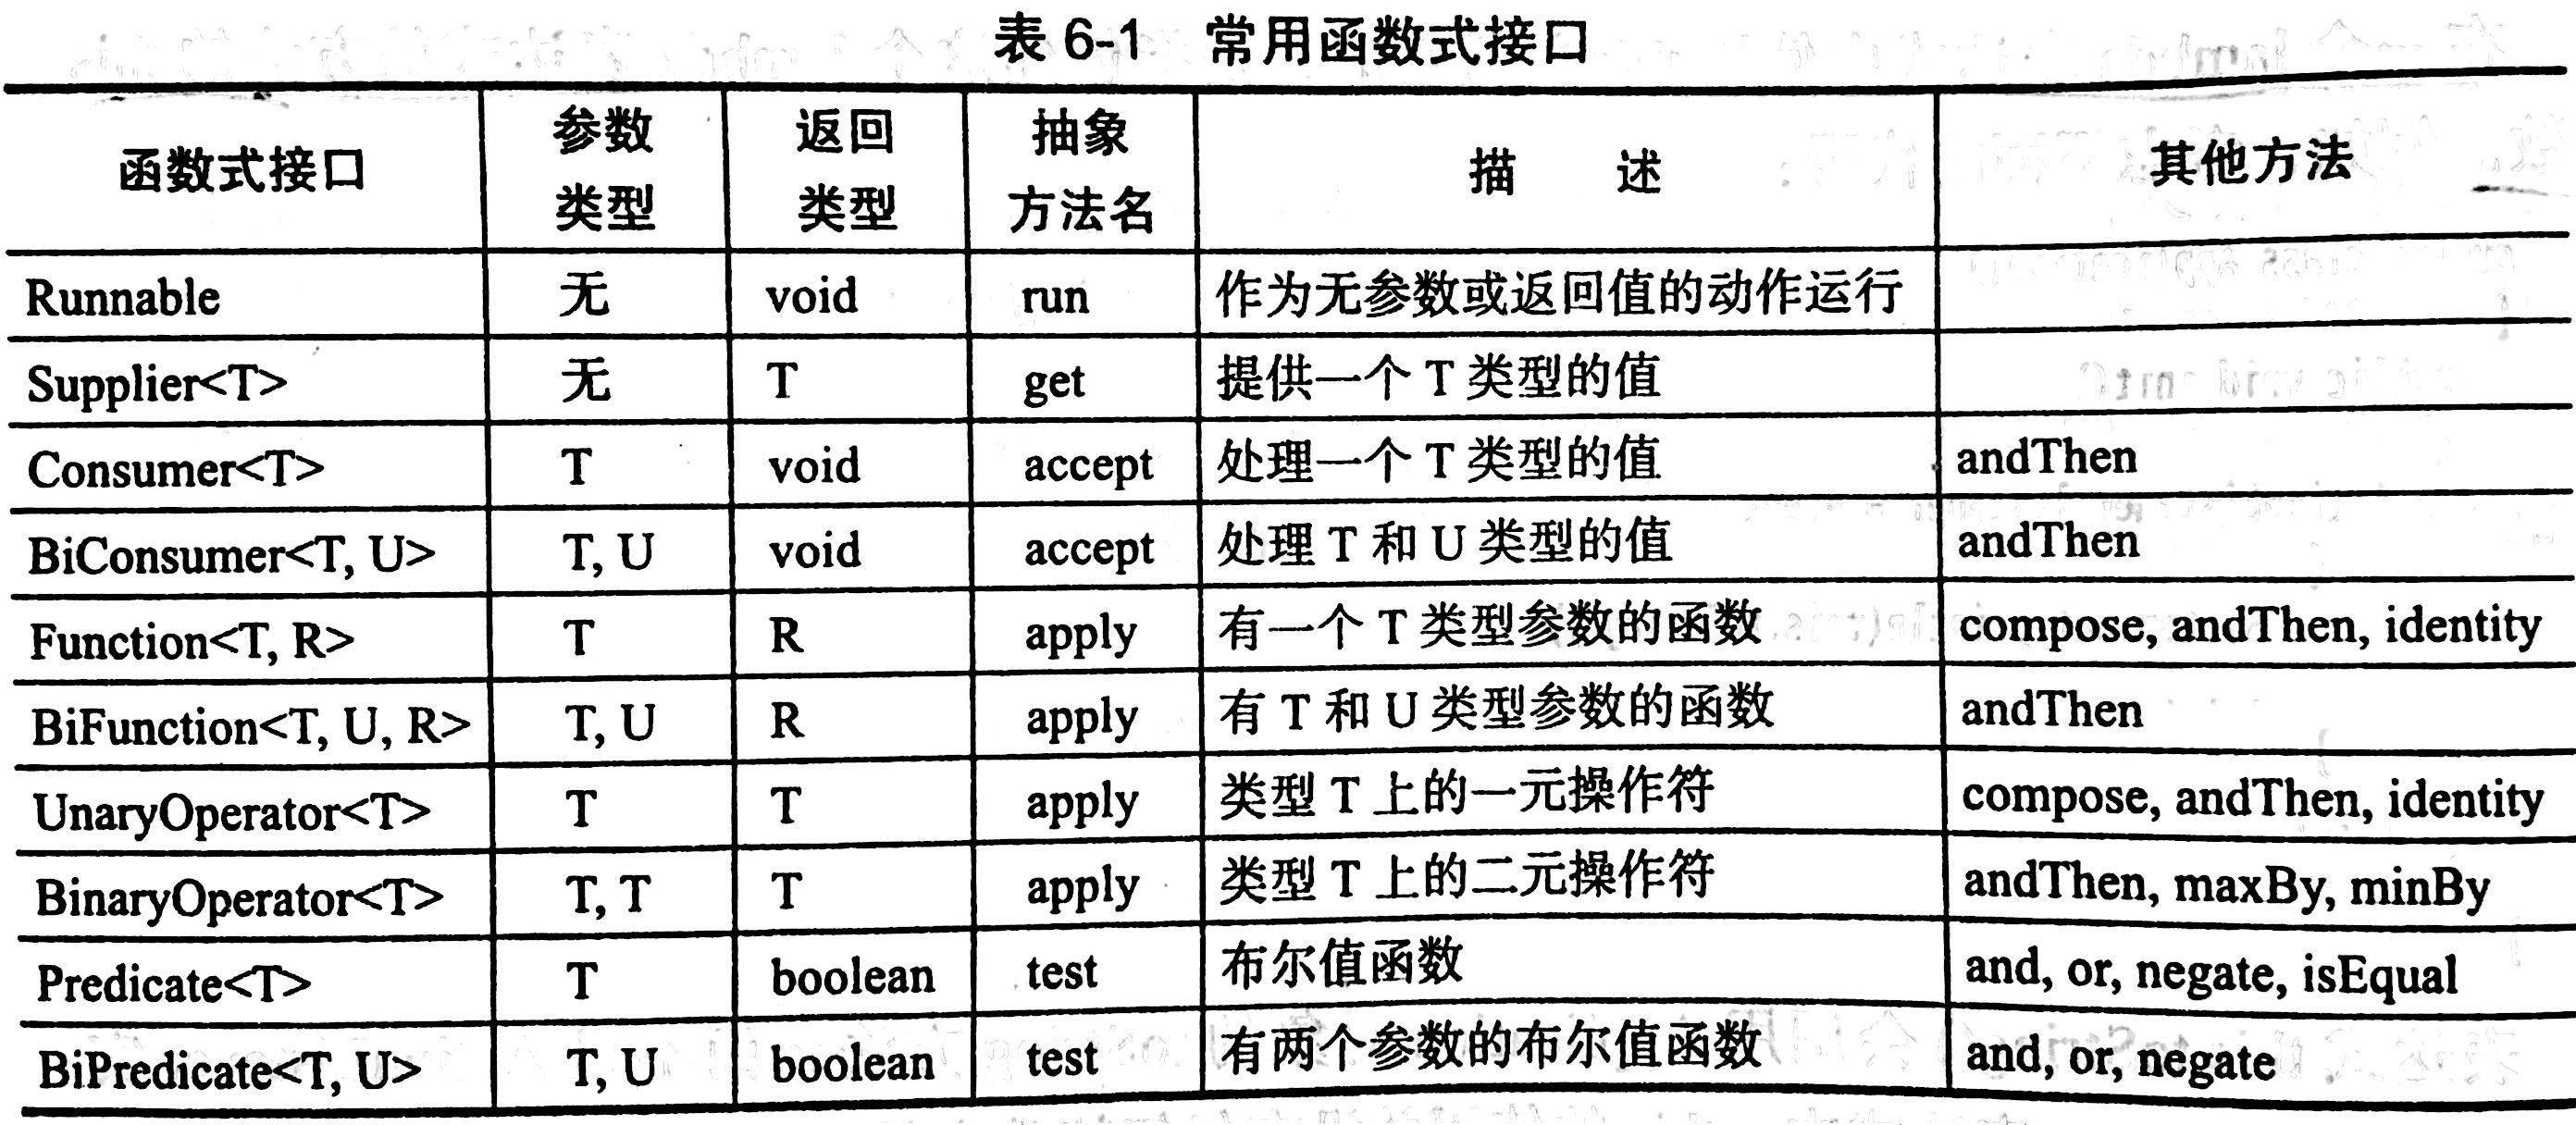 表 6-1 常用函数式接口
函数式接口 参数类型 返回类型 抽象方法名 描 述 其他方法
Runnable 无 void run 作为无参数或返回值的动作运行
Supplier<T> 无 T get 提供一个 T 类型的值
Consumer<T> T void accept 处理一个 T 类型的值 andThen
BiConsumer<T, U> T, U void accept 处理 T 和 U 类型的值 andThen
Function<T, R> T R apply 有一个 T 类型参数的函数 compose, andThen, identity
BiFunction<T, U, R> T, U R apply 有 T 和 U 类型参数的函数 andThen
UnaryOperator<T> T T apply 类型 T 上的一元操作符 compose, andThen, identity
BinaryOperator<T> T, T T apply 类型 T 上的二元操作符 andThen, maxBy, minBy
Predicate<T> T boolean test 布尔值函数 and, or, negate, isEqual
BiPredicate<T, U> T, U boolean test 有两个参数的布尔值函数 and, or, negate